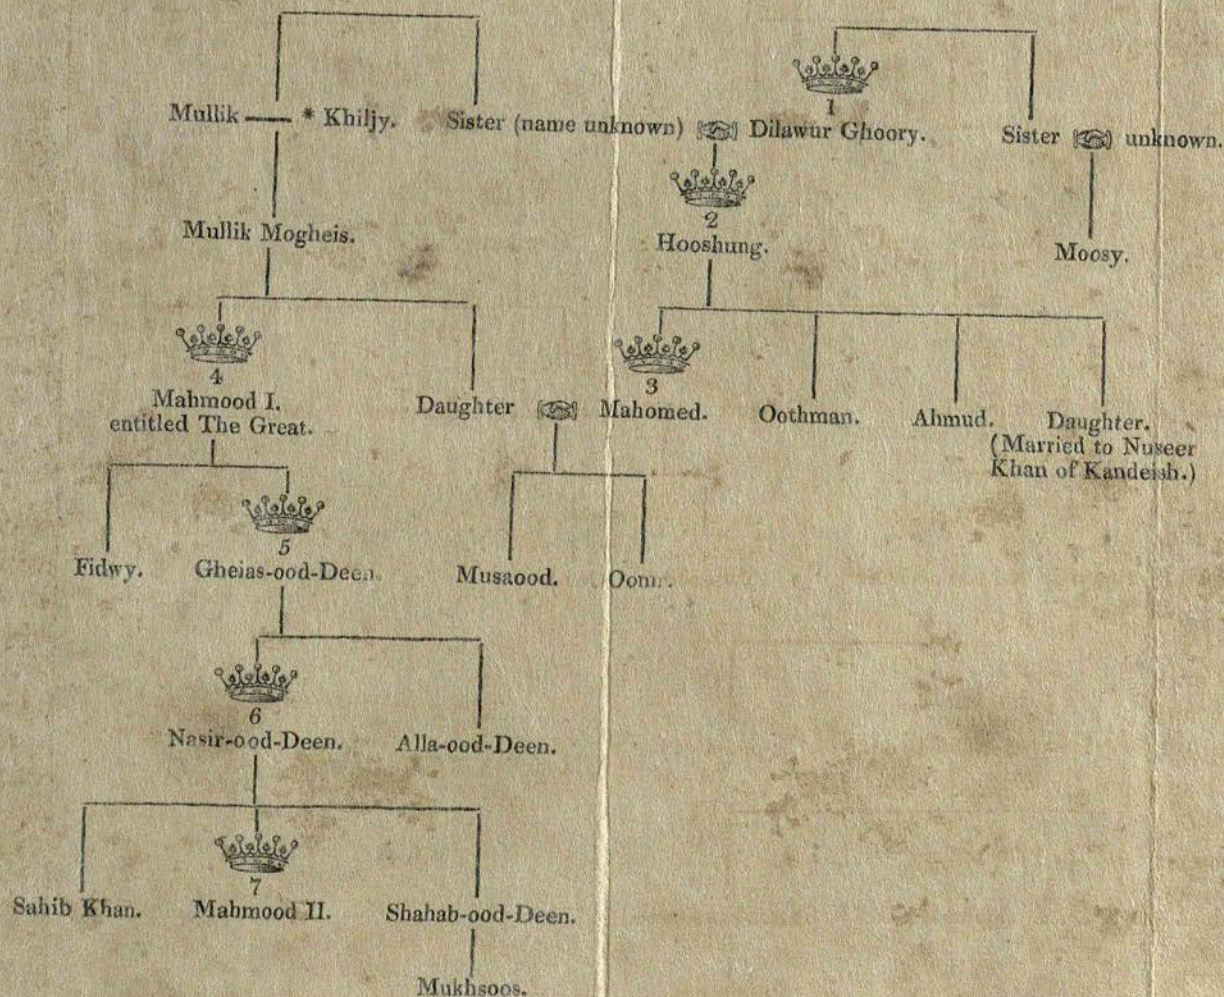 Mullik — * Khiljy. Sister (name unknown) Dilawur Ghoory. Sister unknown.
1
Mullik Mogheis.
2
Hooshung.
Moosy.
4
Mahmood I.
entitled The Great.
Daughter
3
Mahomed.
Oothman.
Ahmud.
Daughter.
(Married to Nuseer
Khan of Kandeish.)
Fidwy.
5
Gheias-ood-Deen.
Musaood.
6
Nasir-ood-Deen.
Alla-ood-Deen.
Sahib Khan.
7
Mahmood II.
Shahab-ood-Deen.
Mukhsoos.